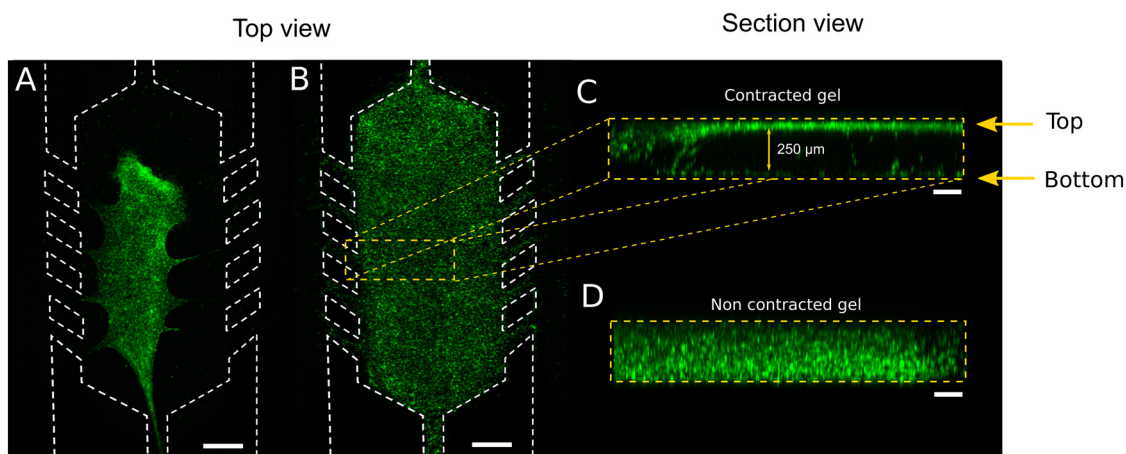 Top view
Section view
A
B
C
Contracted gel
250 µm
Top
Bottom
D
Non contracted gel